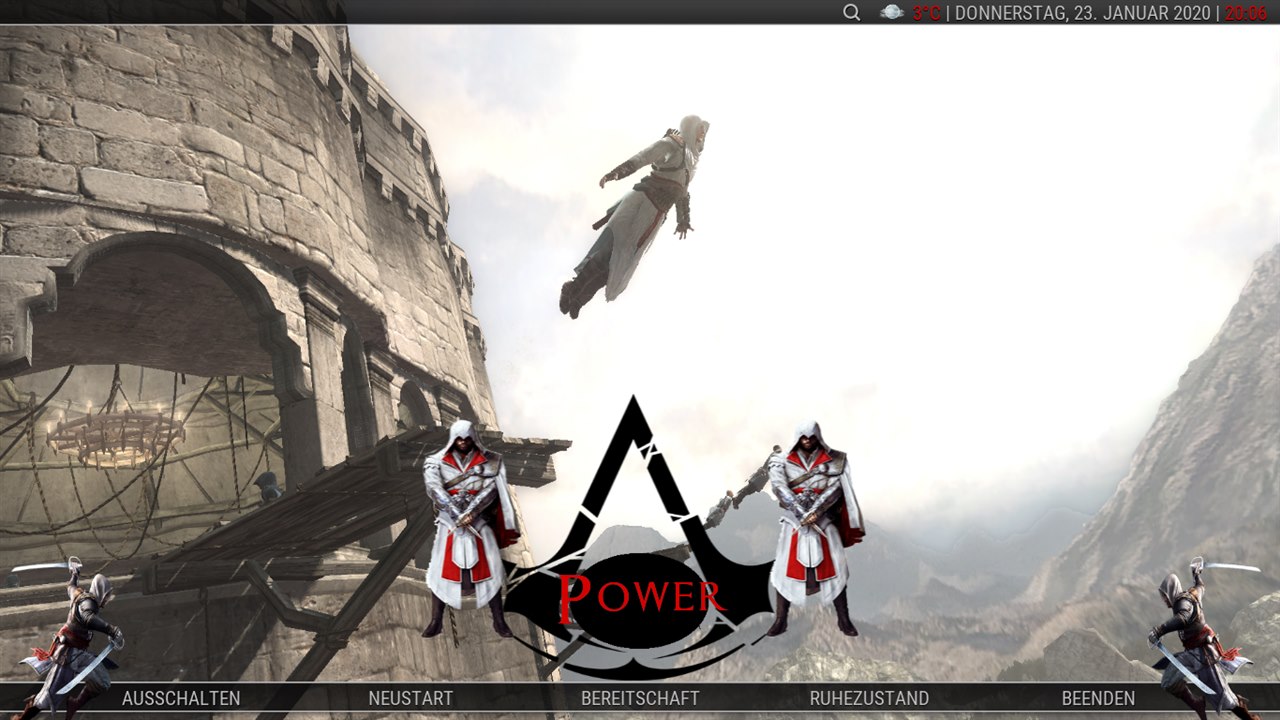 3°C | DONNERSTAG, 23. JANUAR 2020 | 20:06
POWER
AUSSCHALTEN NEUSTART BEREITSCHAFT RUHEZUSTAND BEENDEN